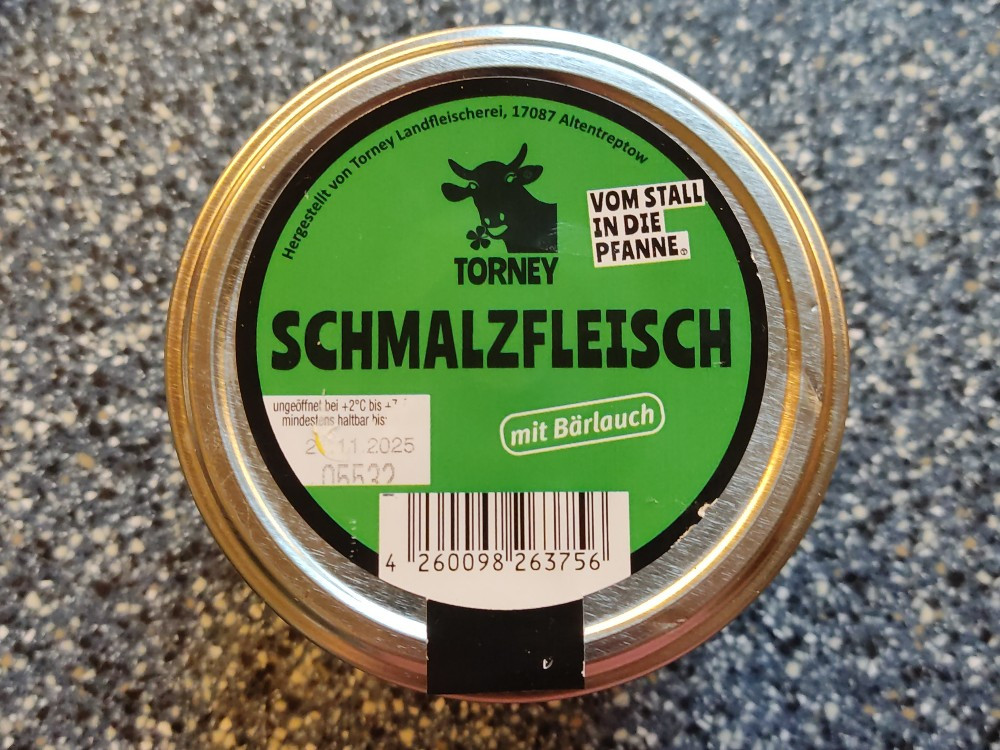 Hergestellt von Torney Landfleischerei, 17087 Altentreptow
VOM STALL
IN DIE
PFANNE.
TORNEY
SCHMALZFLEISCH
ungeöffnet bei +2°C bis
mindestens haltbar bis:
11.2025
mit Bärlauch
4 260098 263756